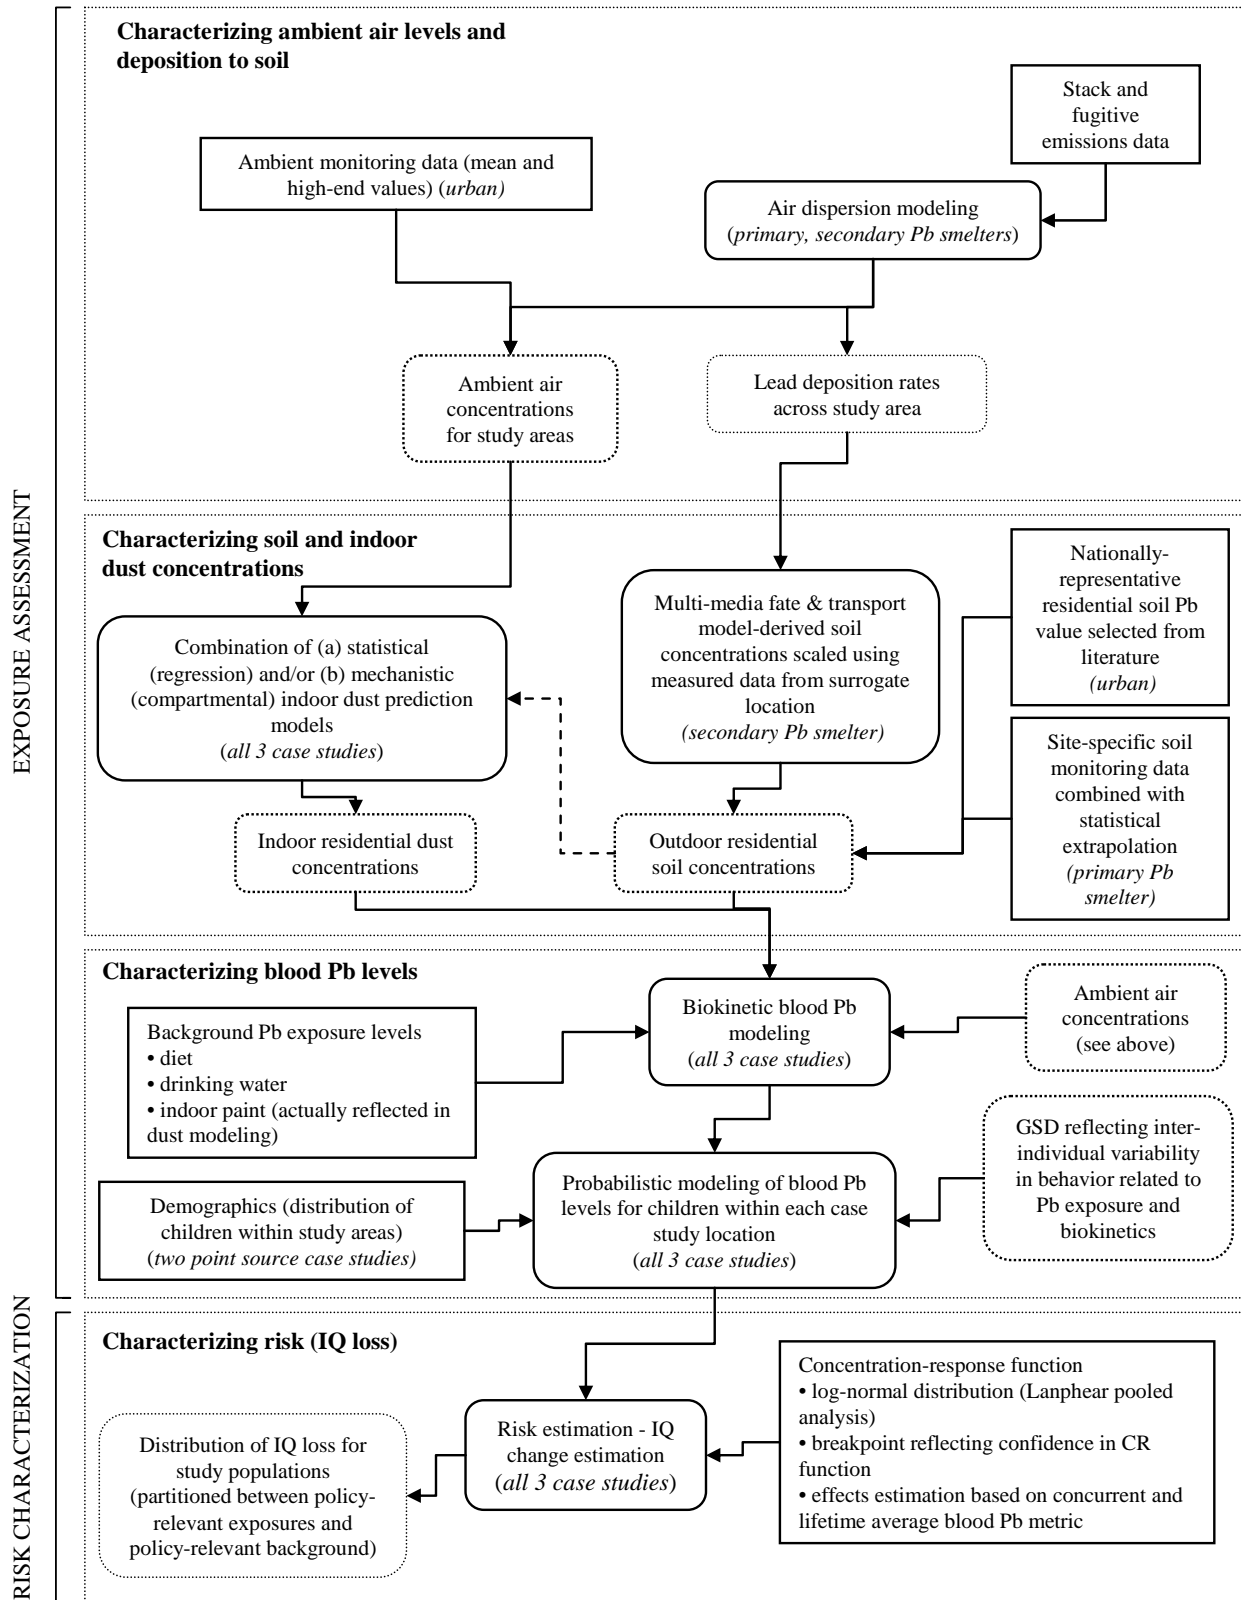 EXPOSURE ASSESSMENT
Characterizing ambient air levels and
deposition to soil
Stack and
fugitive
emissions data
Ambient monitoring data (mean and
high-end values) (urban)
Air dispersion modeling
(primary, secondary Pb smelters)
Ambient air
concentrations
for study areas
Lead deposition rates
across study area
Characterizing soil and indoor
dust concentrations
Combination of (a) statistical
(regression) and/or (b) mechanistic
(compartmental) indoor dust prediction
models
(all 3 case studies)
Multi-media fate & transport
model-derived soil
concentrations scaled using
measured data from surrogate
location
(secondary Pb smelter)
Nationally-
representative
residential soil Pb
value selected from
literature
(urban)
Site-specific soil
monitoring data
combined with
statistical
extrapolation
(primary Pb
smelter)
Indoor residential dust
concentrations
Outdoor residential
soil concentrations
Characterizing blood Pb levels
Background Pb exposure levels
• diet
• drinking water
• indoor paint (actually reflected in
dust modeling)
Biokinetic blood Pb
modeling
(all 3 case studies)
Ambient air
concentrations
(see above)
Demographics (distribution of
children within study areas)
(two point source case studies)
Probabilistic modeling of blood Pb
levels for children within each case
study location
(all 3 case studies)
GSD reflecting inter-
individual variability
in behavior related to
Pb exposure and
biokinetics
RISK CHARACTERIZATION
Characterizing risk (IQ loss)
Distribution of IQ loss for
study populations
(partitioned between policy-
relevant exposures and
policy-relevant background)
Risk estimation - IQ
change estimation
(all 3 case studies)
Concentration-response function
• log-normal distribution (Lanphear pooled
analysis)
• breakpoint reflecting confidence in CR
function
• effects estimation based on concurrent and
lifetime average blood Pb metric